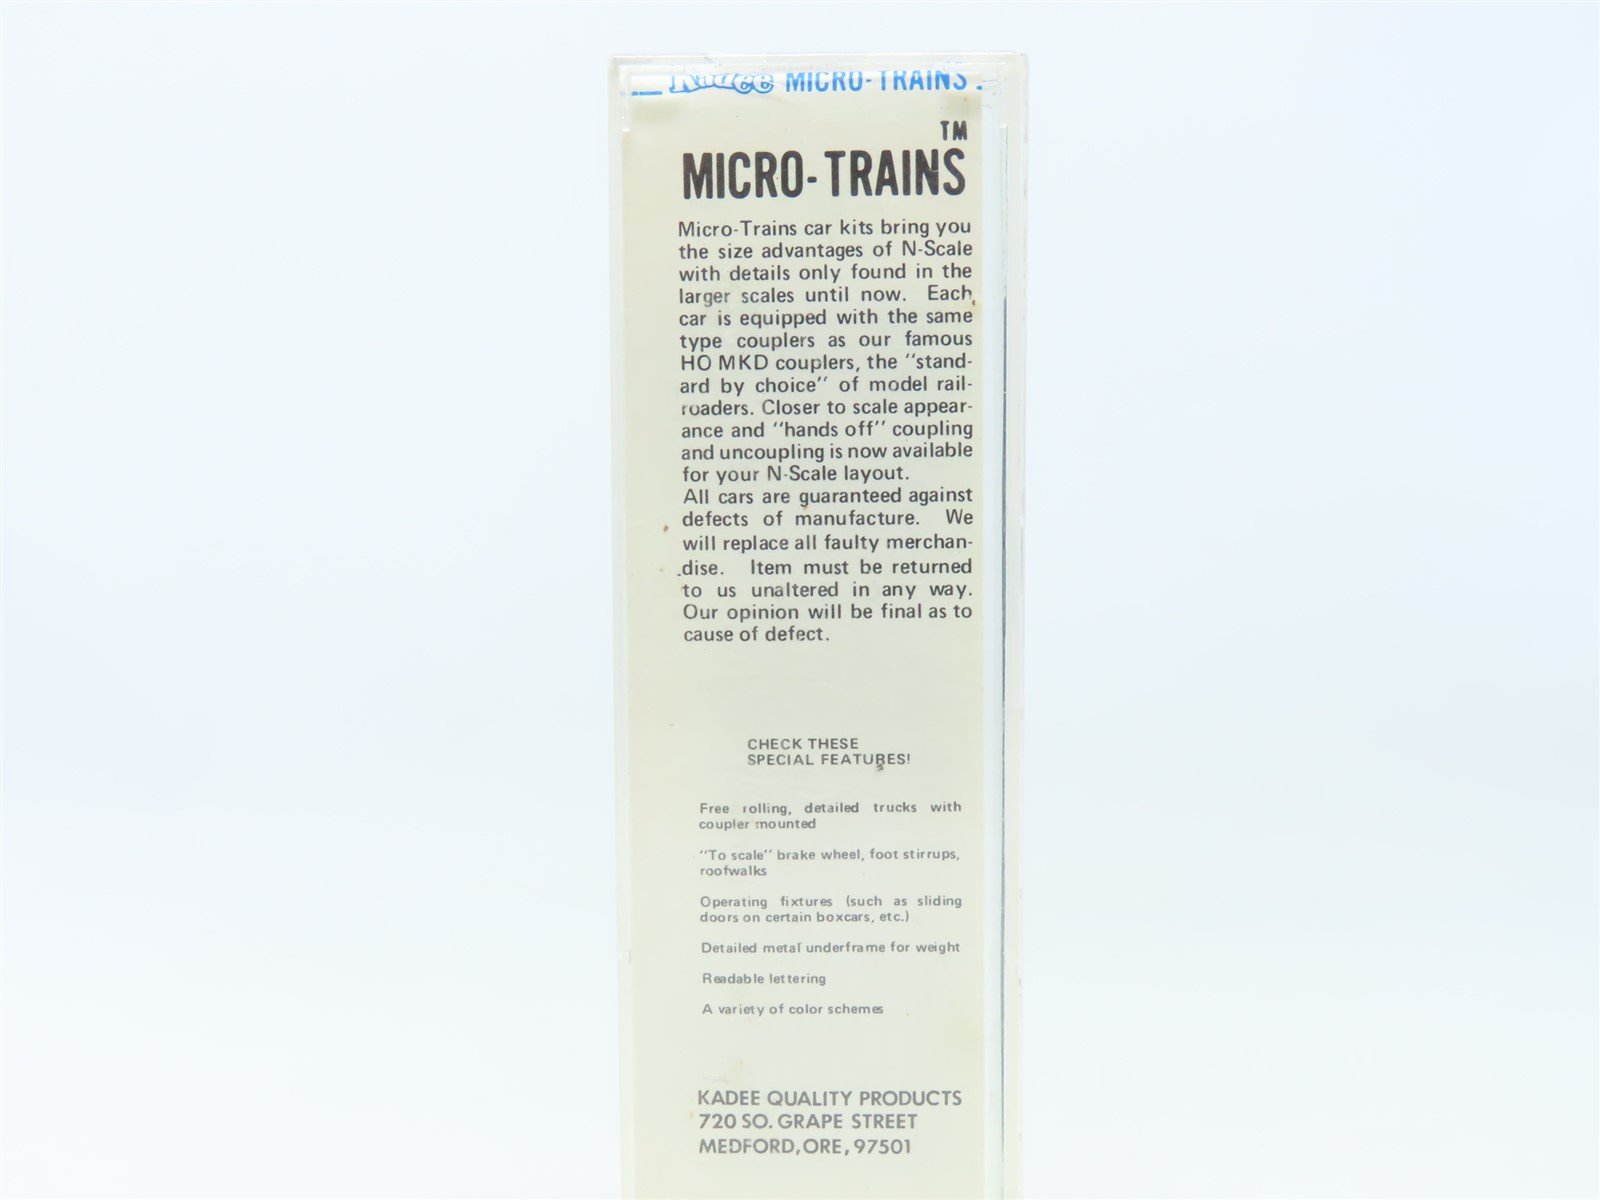 Kadee MICRO-TRAINS
TM
MICRO-TRAINS
Micro-Trains car kits bring you
the size advantages of N-Scale
with details only found in the
larger scales until now. Each
car is equipped with the same
type couplers as our famous
HO MKD couplers, the "stand-
ard by choice" of model rail-
roaders. Closer to scale appear-
ance and "hands off" coupling
and uncoupling is now available
for your N-Scale layout.
All cars are guaranteed against
defects of manufacture. We
will replace all faulty merchan-
dise. Item must be returned
to us unaltered in any way.
Our opinion will be final as to
cause of defect.
CHECK THESE
SPECIAL FEATURES!
Free rolling, detailed trucks with
coupler mounted
"To scale" brake wheel, foot stirrups,
roofwalks
Operating fixtures (such as sliding
doors on certain boxcars, etc.)
Detailed metal underframe for weight
Readable lettering
A variety of color schemes
KADEE QUALITY PRODUCTS
720 SO. GRAPE STREET
MEDFORD, ORE, 97501